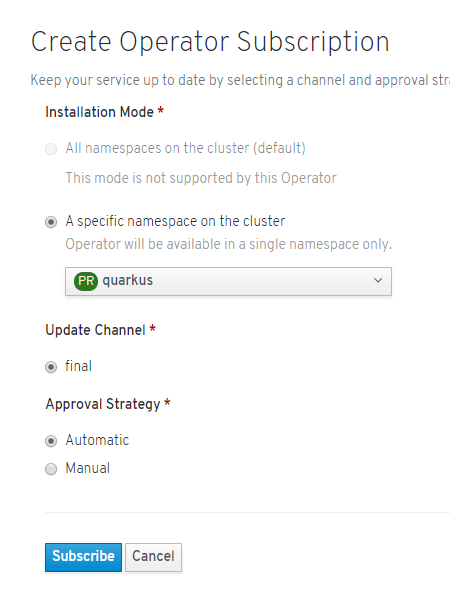 Create Operator Subscription
Keep your service up to date by selecting a channel and approval
Installation Mode *
All namespaces on the cluster (default)
This mode is not supported by this Operator
A specific namespace on the cluster
Operator will be available in a single namespace only.
PR quarkus
Update Channel *
final
Approval Strategy *
Automatic
Manual
Subscribe Cancel